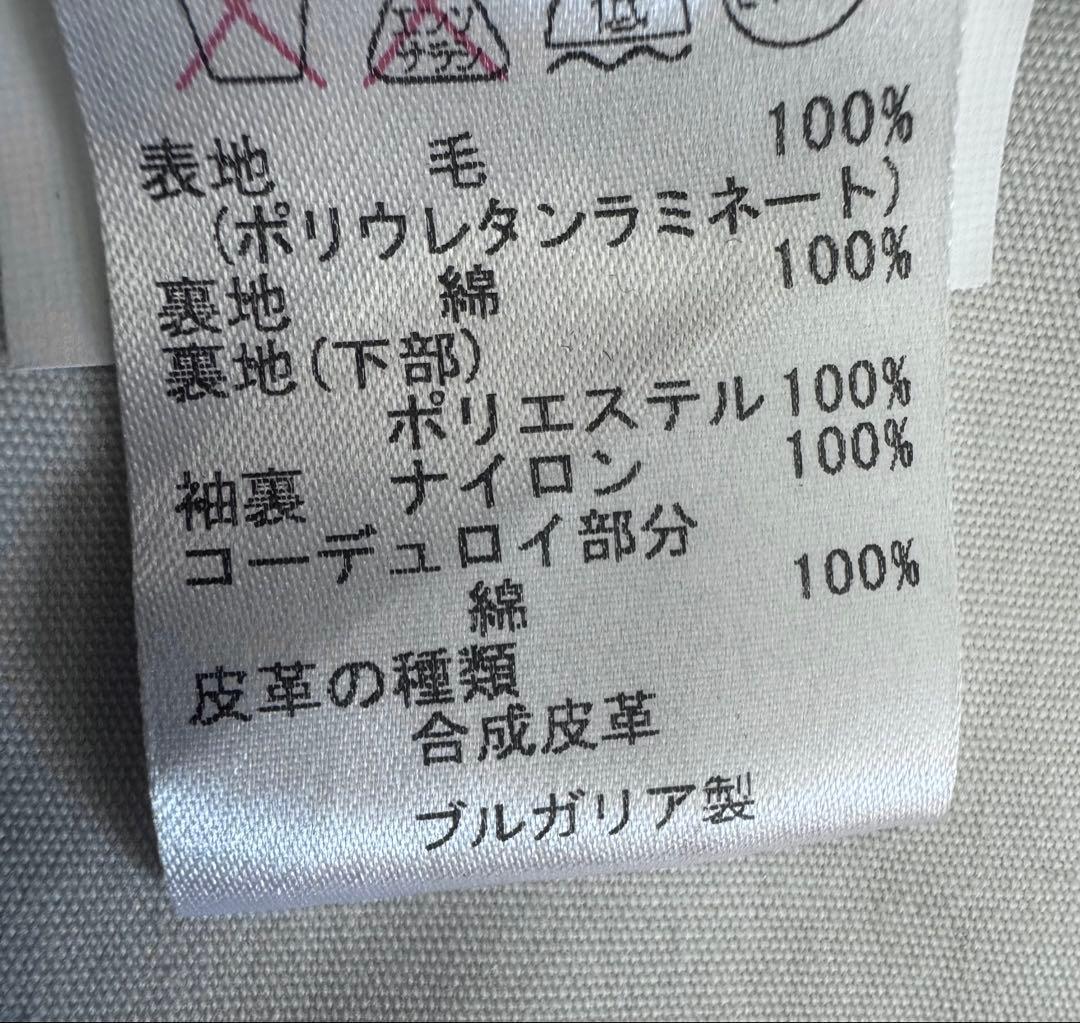 低
表地 毛 100%
(ポリウレタンラミネート)
裏地 綿 100%
裏地(下部)
ポリエステル100%
袖裏 ナイロン 100%
コーデュロイ部分
綿 100%
皮革の種類
合成皮革
ブルガリア製